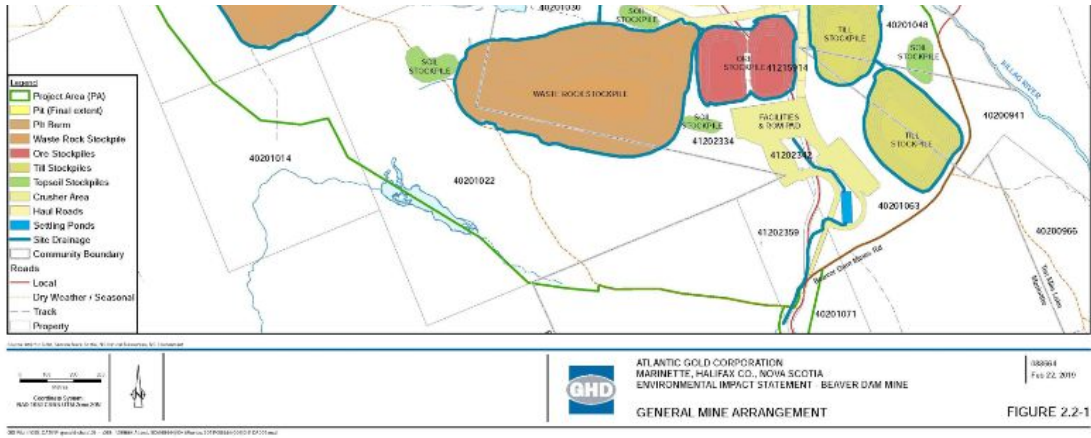 40201030
SOIL
STOCKPILE
WASTE ROCK STOCKPILE
ORE
STOCKPILE 41215914
TILL
STOCKPILE
40201048
SOIL
STOCKPILE
KILLAG RIVER
40200941
SOIL
STOCKPILE
FACILITIES
& ROM PAD
TILL
STOCKPILE
41202334
41202342
40201014
40201022
40201063
41202359
40200966
Beaver Dam Mines Rd
40201071
Legend
Project Area (PA)
Pit (Final extent)
Pit Berm
Waste Rock Stockpile
Ore Stockpiles
Till Stockpiles
Topsoil Stockpiles
Crusher Area
Haul Roads
Settling Ponds
Site Drainage
Community Boundary
Roads
Local
Dry Weather / Seasonal
Track
Property
Coordinate System:
GHD
ATLANTIC GOLD CORPORATION
MARINETTE, HALIFAX CO., NOVA SCOTIA
ENVIRONMENTAL IMPACT STATEMENT - BEAVER DAM MINE
GENERAL MINE ARRANGEMENT
088664
Feb 22, 2019
FIGURE 2.2-1